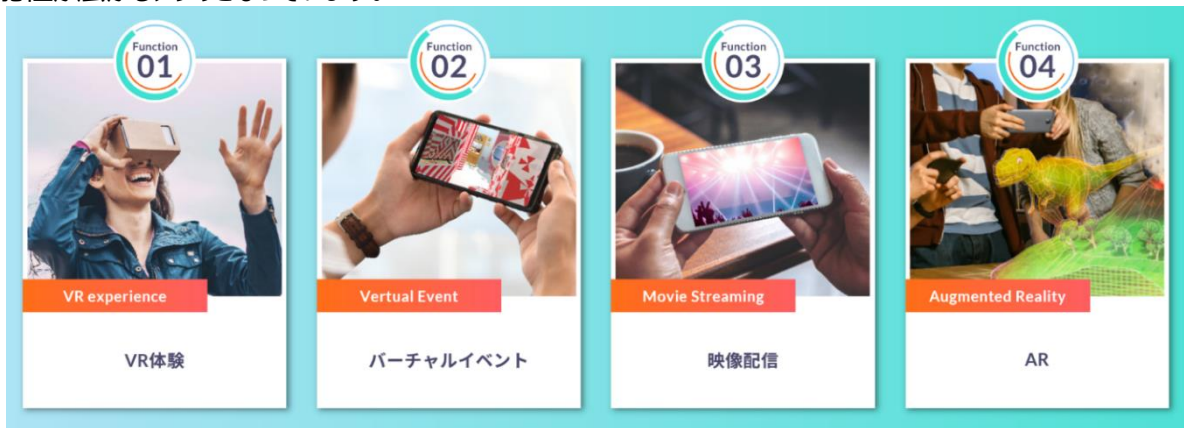 Function
01
VR experience
VR体験
Function
02
Vertual Event
バーチャルイベント
Function
03
Movie Streaming
映像配信
Function
04
Augmented Reality
AR